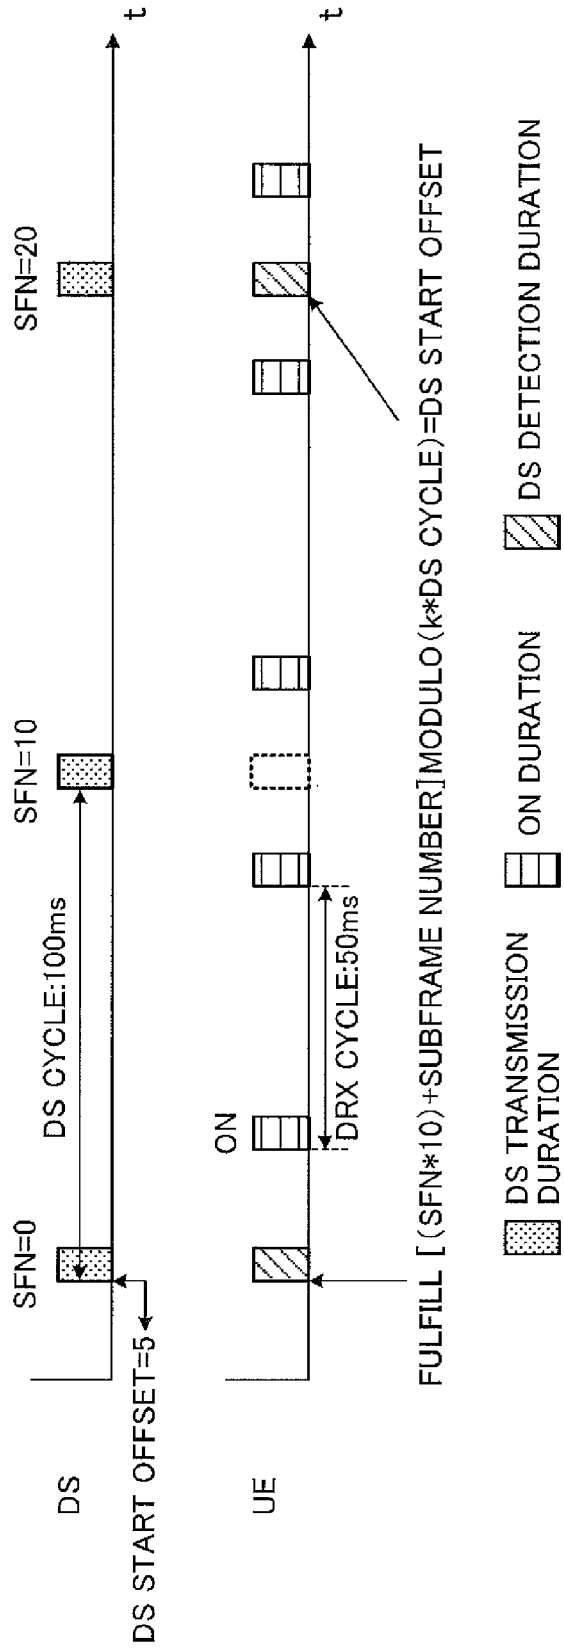 SFN=0
SFN=10
SFN=20
DS CYCLE:100ms
DS
t
DS START OFFSET=5
ON
UE
t
DRX CYCLE:50ms
FULFILL [(SFN*10)+SUBFRAME NUMBER]MODULO(k*DS CYCLE)=DS START OFFSET
DS TRANSMISSION
DURATION
ON DURATION
DS DETECTION DURATION